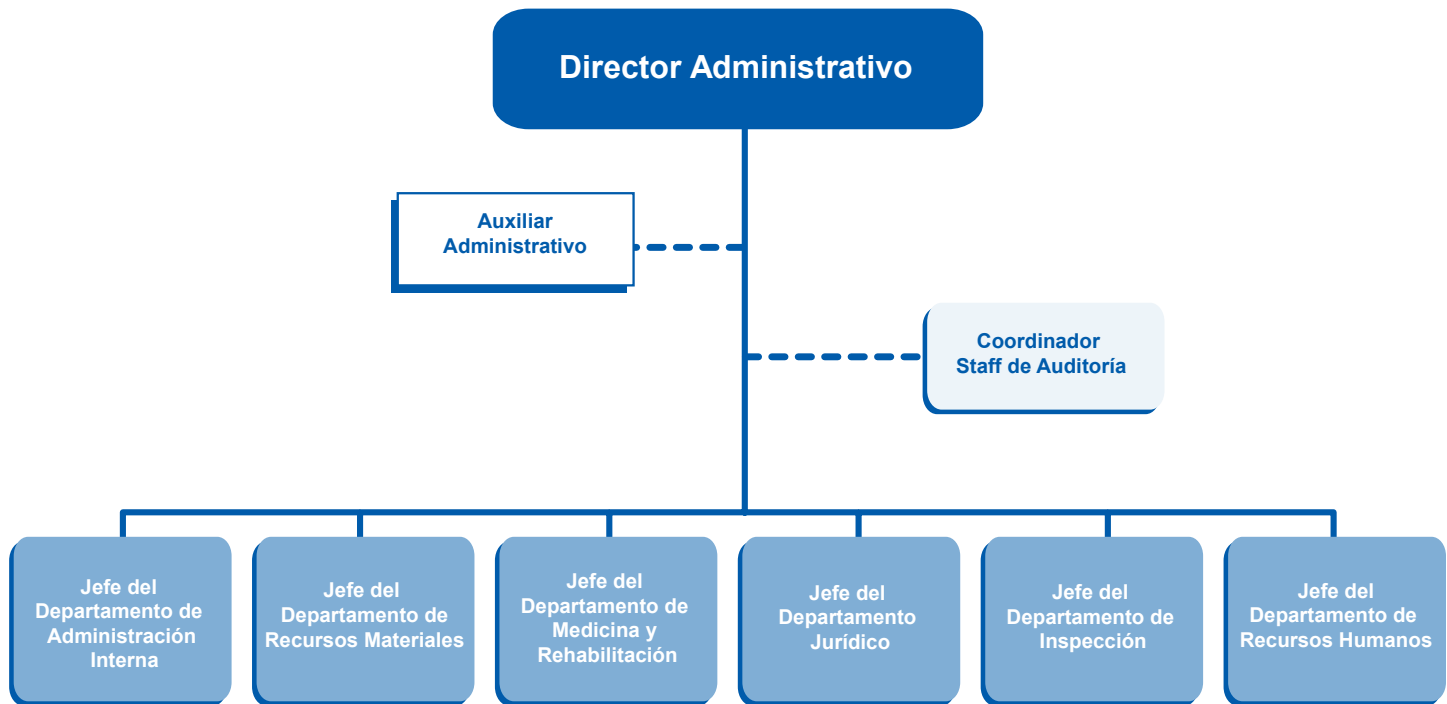 Director Administrativo
Auxiliar
Administrativo
Coordinador
Staff de Auditoría
Jefe del
Departamento de
Administración
Interna
Jefe del
Departamento de
Recursos Materiales
Jefe del
Departamento de
Medicina y
Rehabilitación
Jefe del
Departamento
Jurídico
Jefe del
Departamento de
Inspección
Jefe del
Departamento de
Recursos Humanos